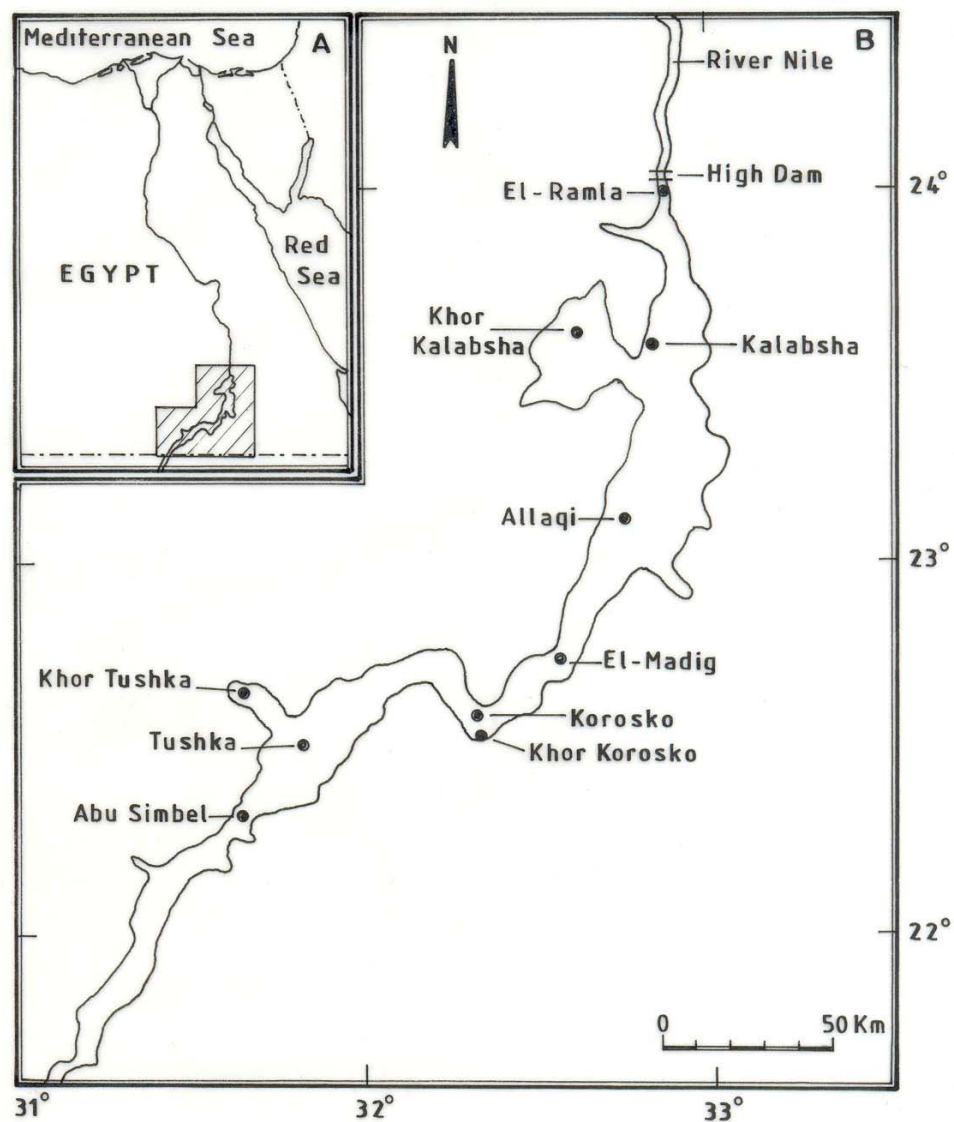 Mediterranean Sea
A
EGYPT
Red
Sea
B
N
River Nile
High Dam
El-Ramla
24°
Khor
Kalabsha
Kalabsha
Allaqi
23°
El-Madig
Khor Tushka
Korosko
Tushka
Khor Korosko
Abu Simbel
22°
0 50 Km
31° 32° 33°